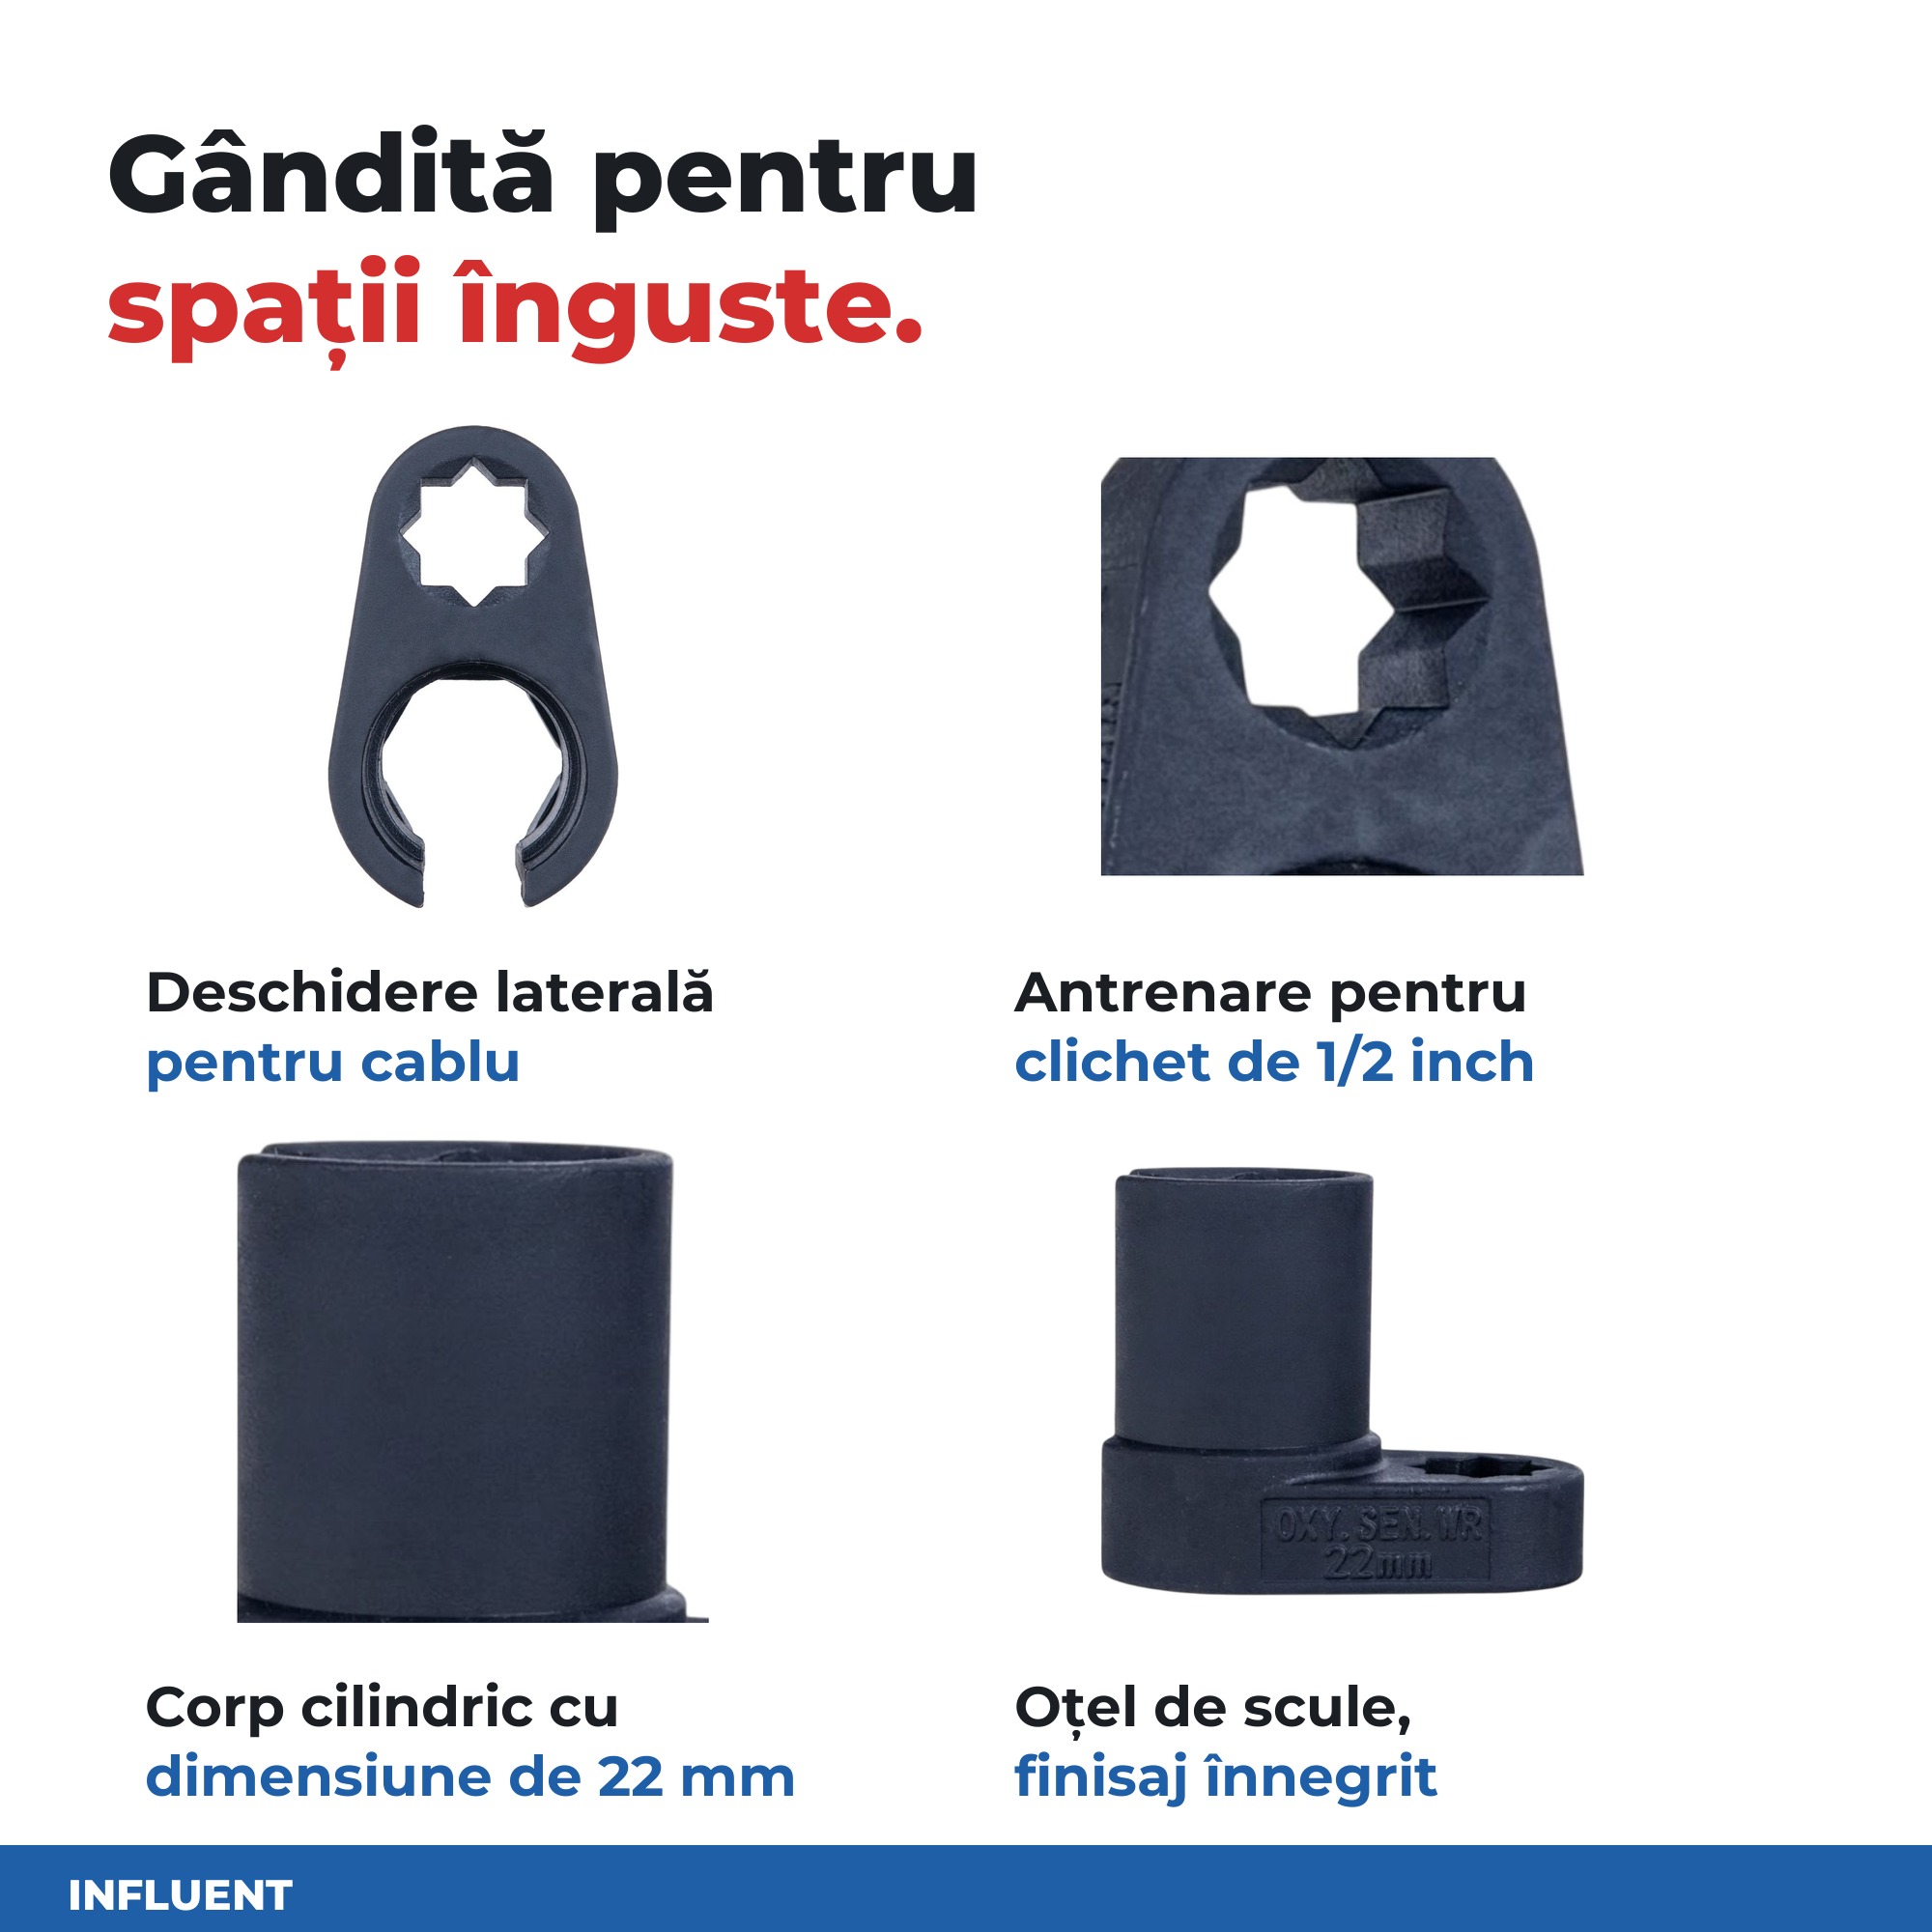 Gândită pentru
spații înguste.
Deschidere laterală
pentru cablu
Antrenare pentru
clichet de 1/2 inch
OXY. SEN. WR
22mm
Corp cilindric cu
dimensiune de 22 mm
Oțel de scule,
finisaj înnegrit
INFLUENT